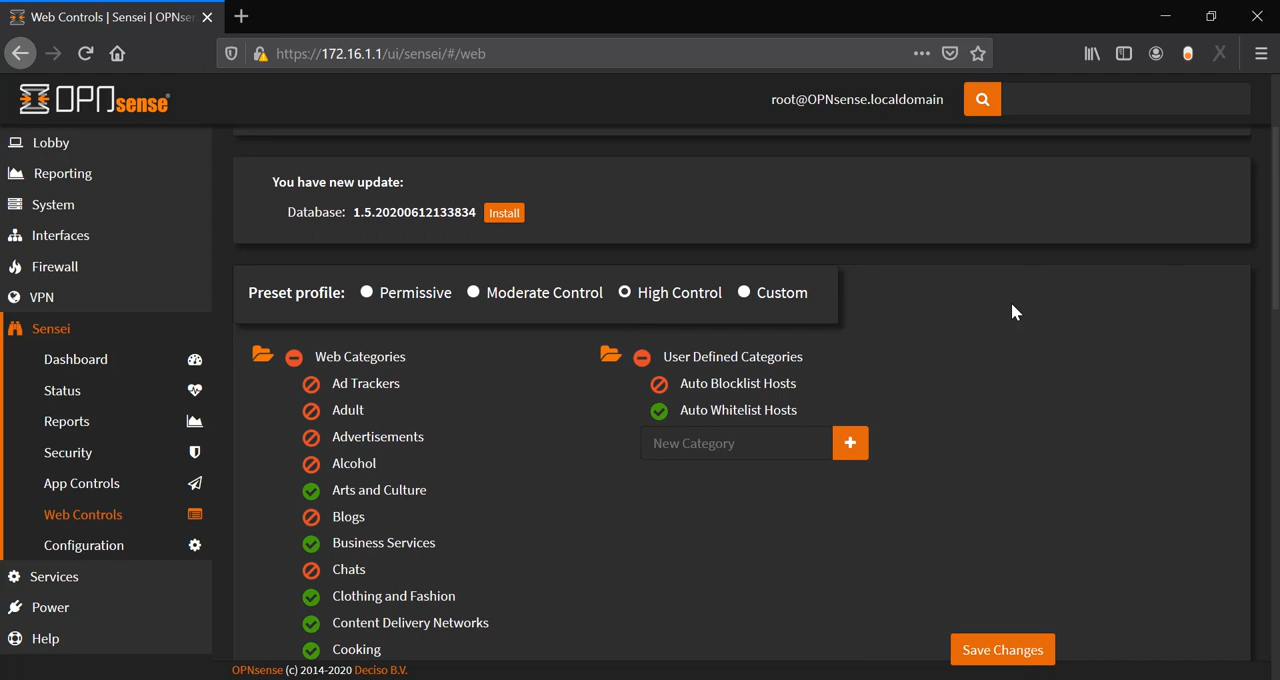 Web Controls | Sensei | OPNser
https://172.16.1.1/ui/sensei/#/web
OPNsense
root@OPNsense.localdomain
Lobby
Reporting
System
Interfaces
Firewall
VPN
Sensei
Dashboard
Status
Reports
Security
App Controls
Web Controls
Configuration
Services
Power
Help
You have new update:
Database: 1.5.20200612133834 Install
Preset profile: Permissive Moderate Control High Control Custom
Web Categories
Ad Trackers
Adult
Advertisements
Alcohol
Arts and Culture
Blogs
Business Services
Chats
Clothing and Fashion
Content Delivery Networks
Cooking
User Defined Categories
Auto Blocklist Hosts
Auto Whitelist Hosts
New Category +
Save Changes
OPNsense (c) 2014-2020 Deciso B.V.